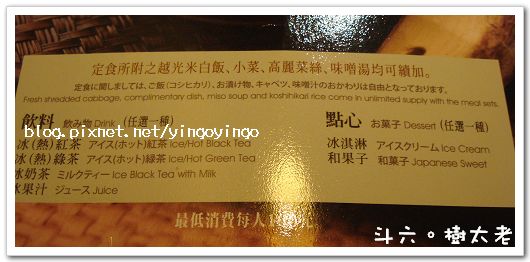 定食所附之越光米白飯、小菜、高麗菜絲、味噌湯均可續加。
定食に関しましては、ご飯(コシヒカリ)、お漬け物、キャベツ、味噌汁のおかわりは自由となっております。
Fresh shredded cabbage, complimentary dish, miso soup and koshihikari rice come in unlimited supply with the meal sets.
飲料 飲み物 Drink (任選一種)
冰(熱)紅茶 アイス(ホット)紅茶 Ice/Hot Black Tea
冰(熱)綠茶 アイス(ホット)緑茶 Ice/Hot Green Tea
冰奶茶 ミルクティー Ice Black Tea with Milk
冰果汁 ジュース Juice
點心 お菓子 Dessert (任選一種)
冰淇淋 アイスクリーム Ice Cream
和果子 和菓子 Japanese Sweet
最低消費每人
blog.pixnet.net/yingoyingo
斗六。樹太老